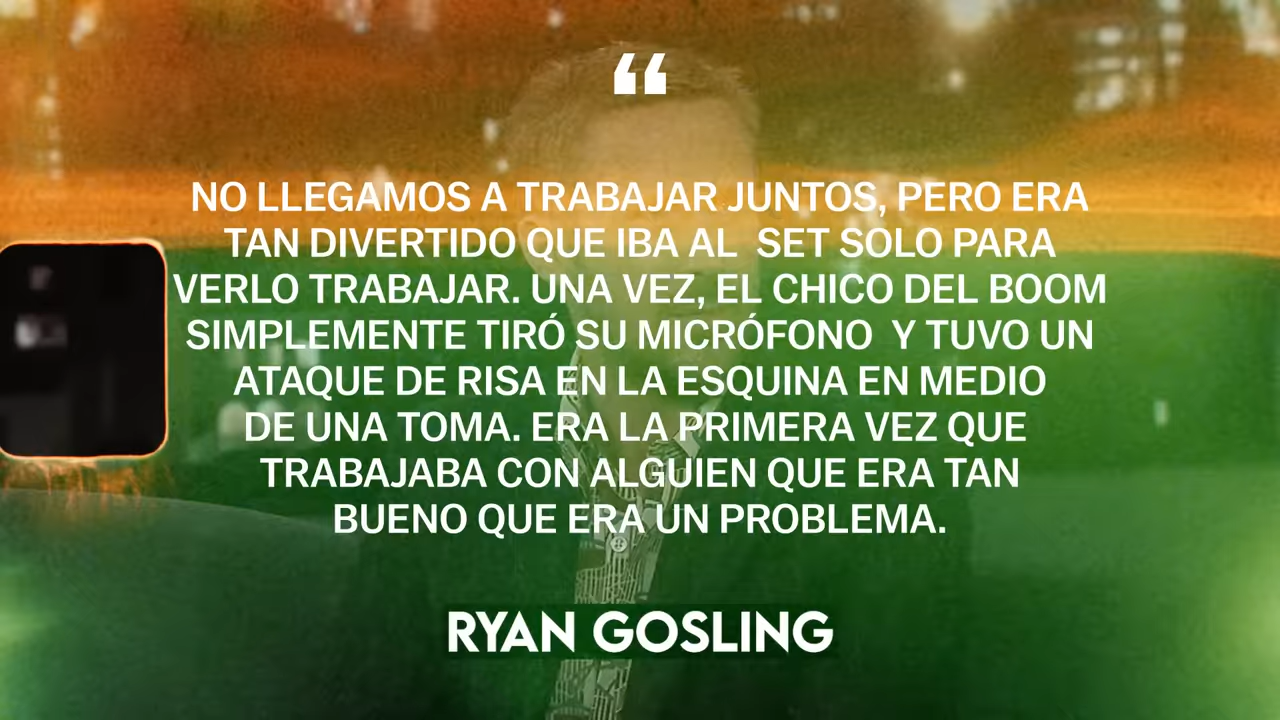 “
NO LLEGAMOS A TRABAJAR JUNTOS, PERO ERA
TAN DIVERTIDO QUE IBA AL  SET SOLO PARA
VERLO TRABAJAR. UNA VEZ, EL CHICO DEL BOOM
SIMPLEMENTE TIRÓ SU MICRÓFONO  Y TUVO UN
ATAQUE DE RISA EN LA ESQUINA EN MEDIO
DE UNA TOMA. ERA LA PRIMERA VEZ QUE
TRABAJABA CON ALGUIEN QUE ERA TAN
BUENO QUE ERA UN PROBLEMA.
RYAN GOSLING